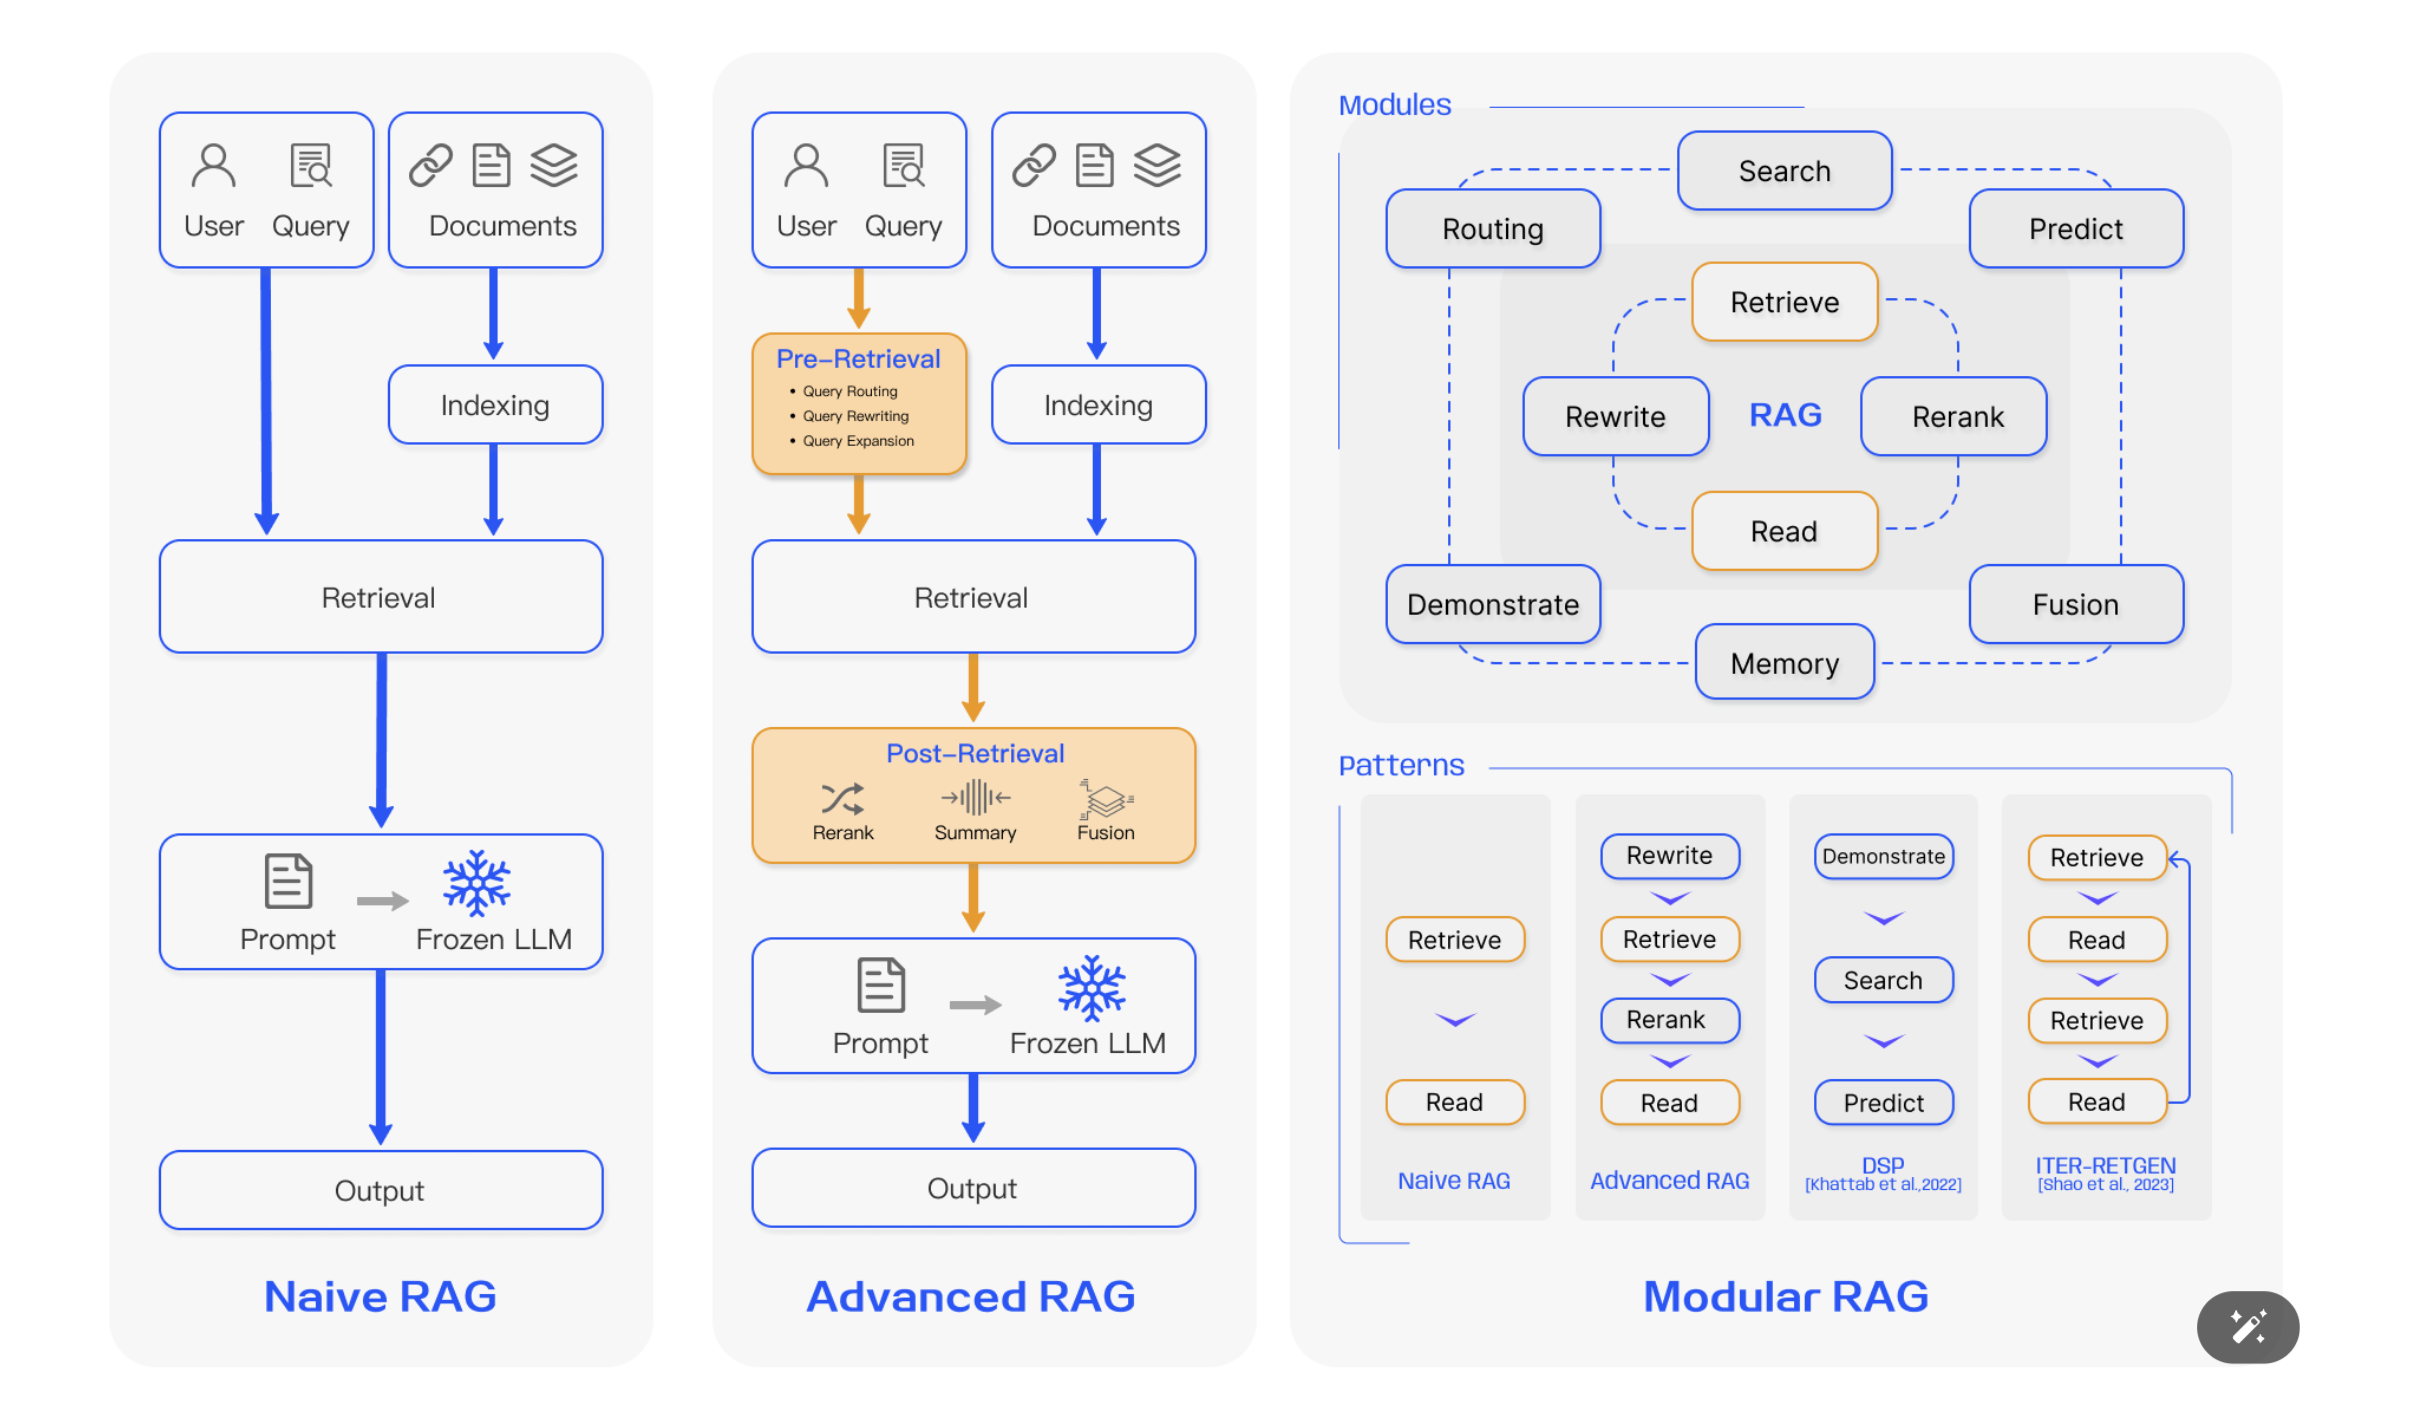 User Query
Documents
Indexing
Retrieval
Prompt
Frozen LLM
Output
Naive RAG
User Query
Documents
Pre-Retrieval
• Query Routing
• Query Rewriting
• Query Expansion
Indexing
Retrieval
Post-Retrieval
Rerank
Summary
Fusion
Prompt
Frozen LLM
Output
Advanced RAG
Modules
Search
Routing
Predict
Retrieve
Rewrite
RAG
Rerank
Read
Demonstrate
Fusion
Memory
Patterns
Retrieve
Read
Naive RAG
Rewrite
Retrieve
Rerank
Read
Advanced RAG
Demonstrate
Search
Predict
DSP
[Khattab et al.,2022]
Retrieve
Read
Retrieve
Read
ITER-RETGEN
[Shao et al., 2023]
Modular RAG